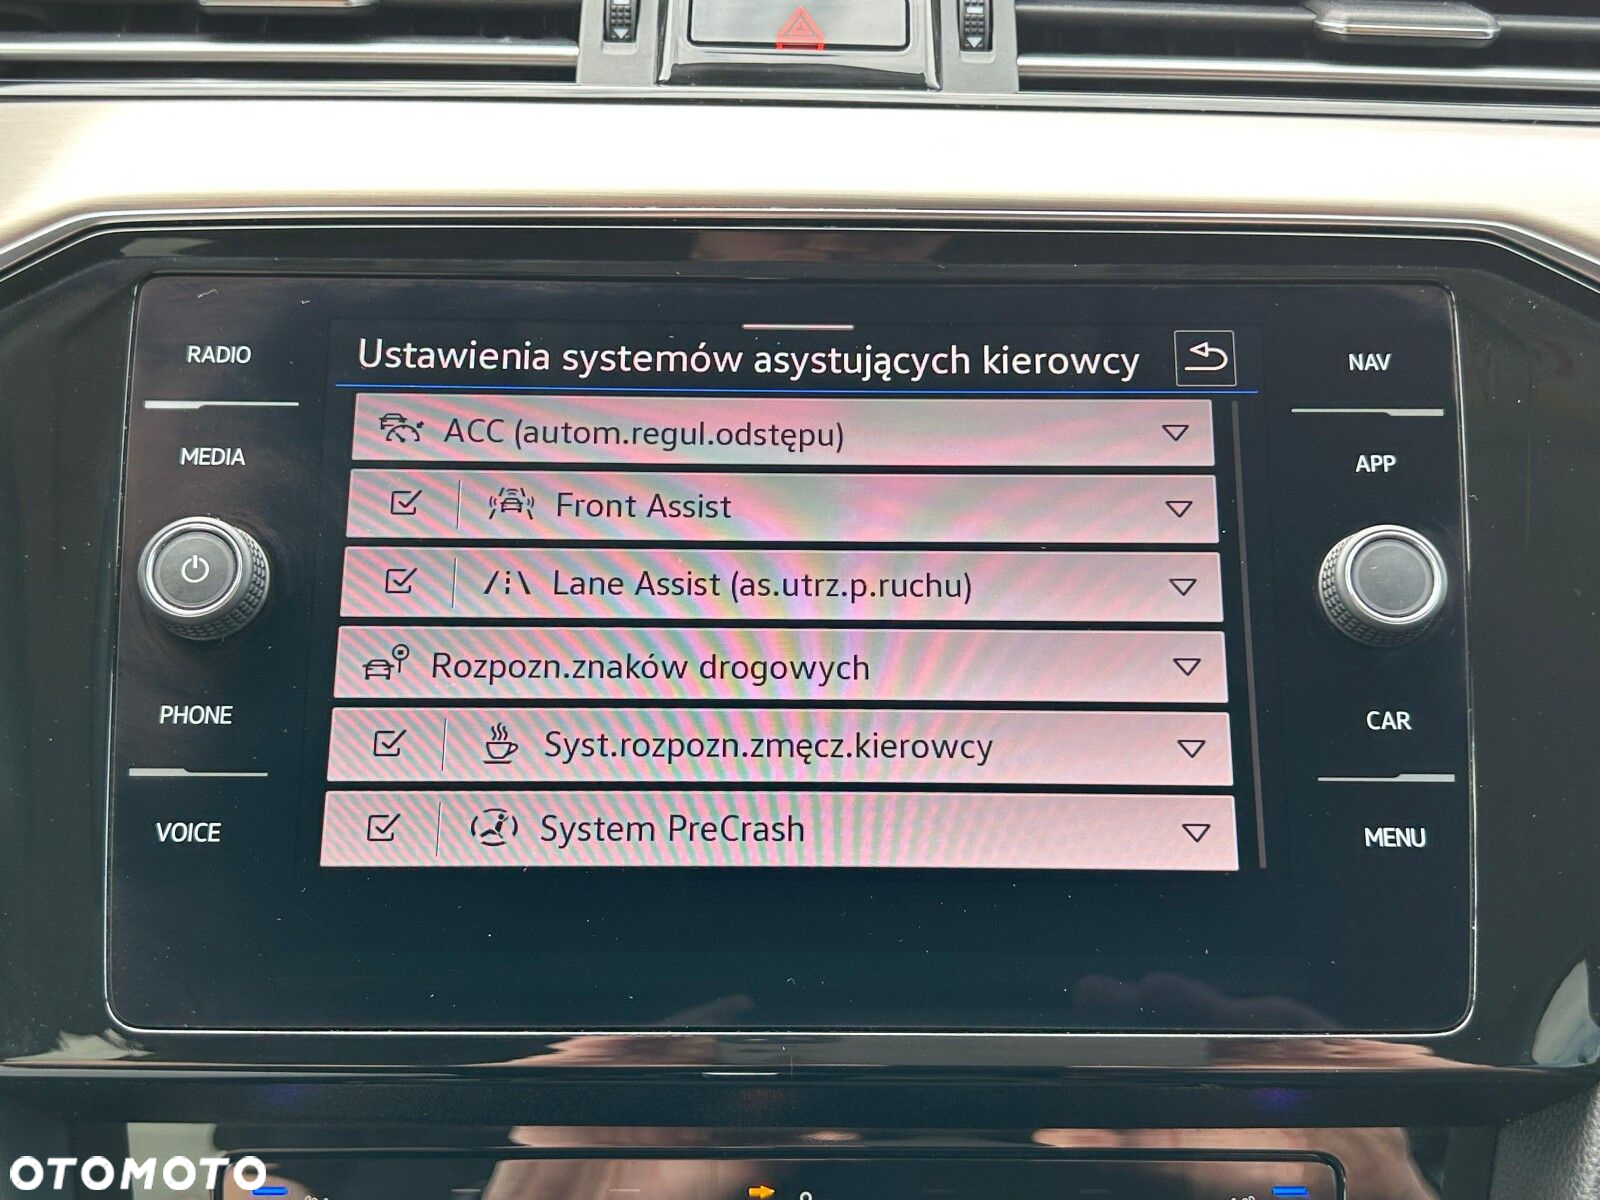 RADIO
MEDIA
PHONE
VOICE
Ustawienia systemów asystujących kierowcy
ACC (autom.regul.odstępu)
Front Assist
Lane Assist (as.utrz.p.ruchu)
Rozpozn.znaków drogowych
Syst.rozpozn.zmęcz.kierowcy
System PreCrash
NAV
APP
CAR
MENU
OTOMOTO